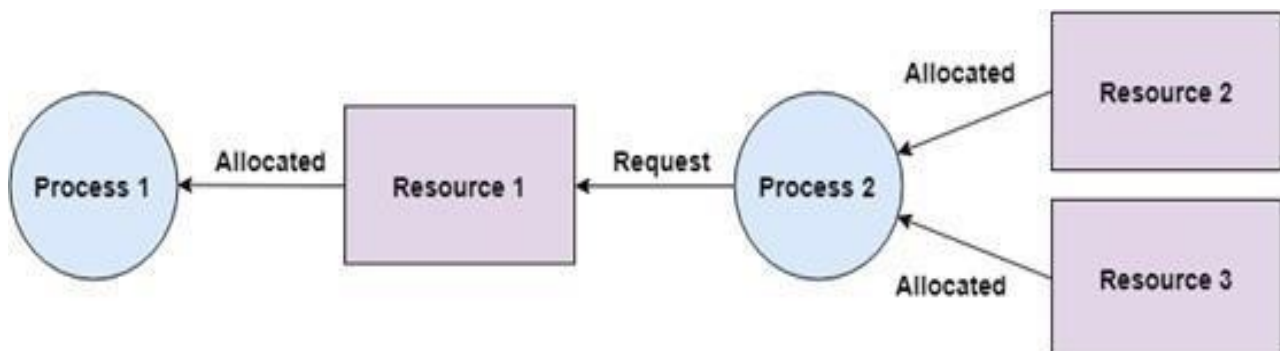 Allocated
Resource 2
Process 1
Allocated
Resource 1
Request
Process 2
Allocated
Resource 3